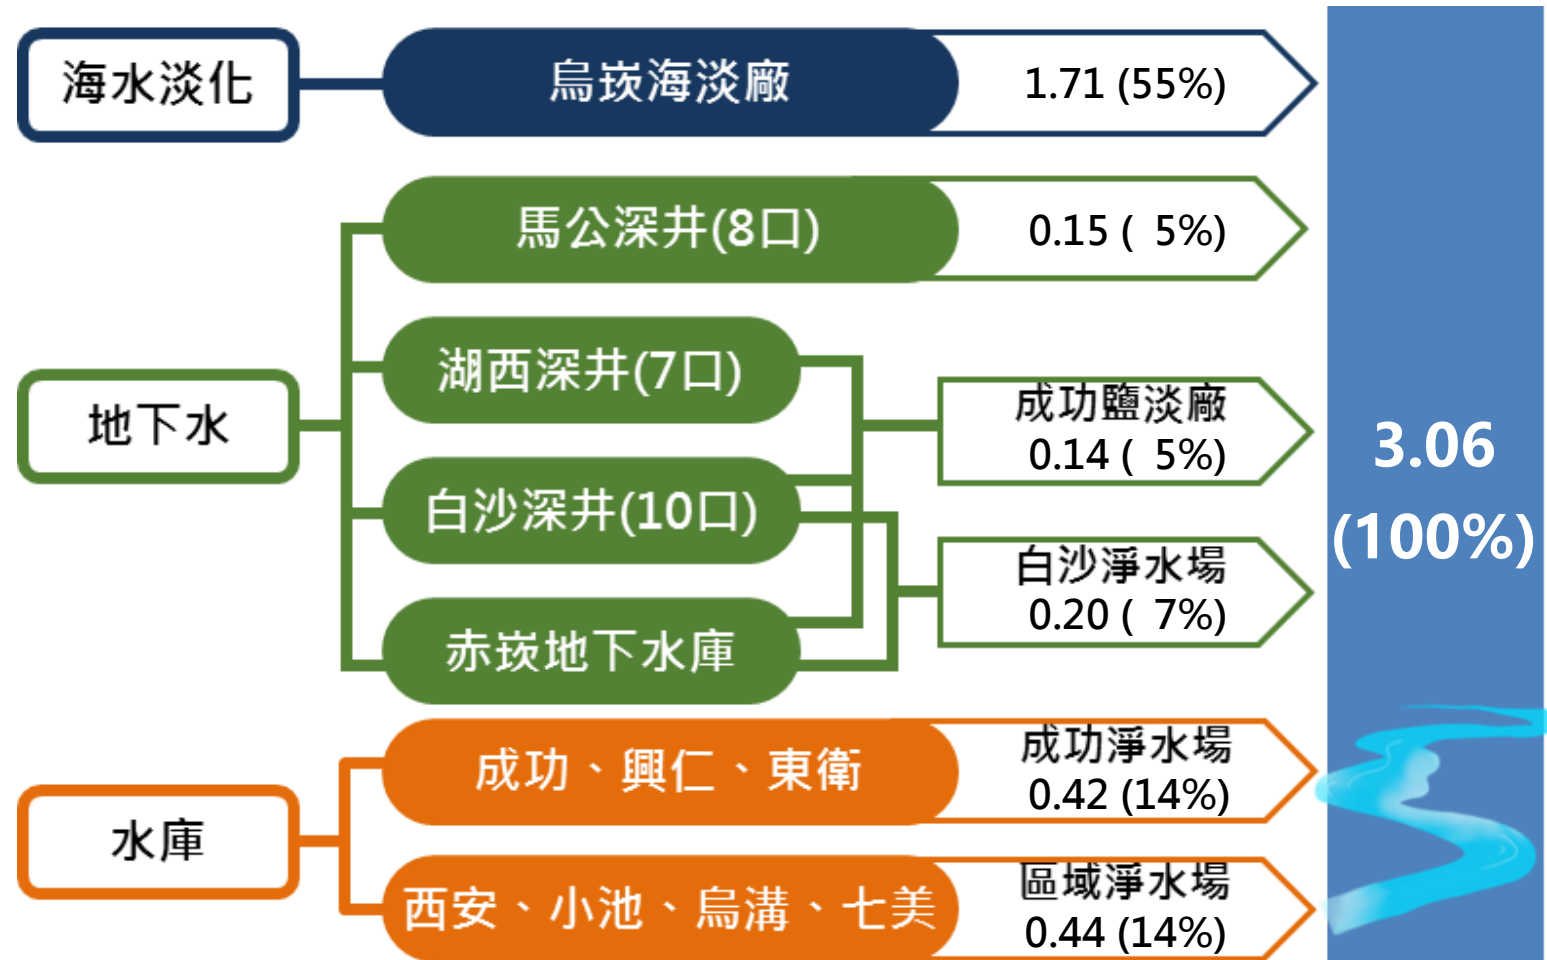 海水淡化
烏崁海淡廠
1.71 (55%)
馬公深井(8口)
0.15 (  5%)
湖西深井(7口)
地下水
成功鹽淡廠
0.14 (  5%)
白沙深井(10口)
白沙淨水場
0.20 (  7%)
赤崁地下水庫
3.06
(100%)
水庫
成功、興仁、東衛
成功淨水場
0.42 (14%)
西安、小池、烏溝、七美
區域淨水場
0.44 (14%)